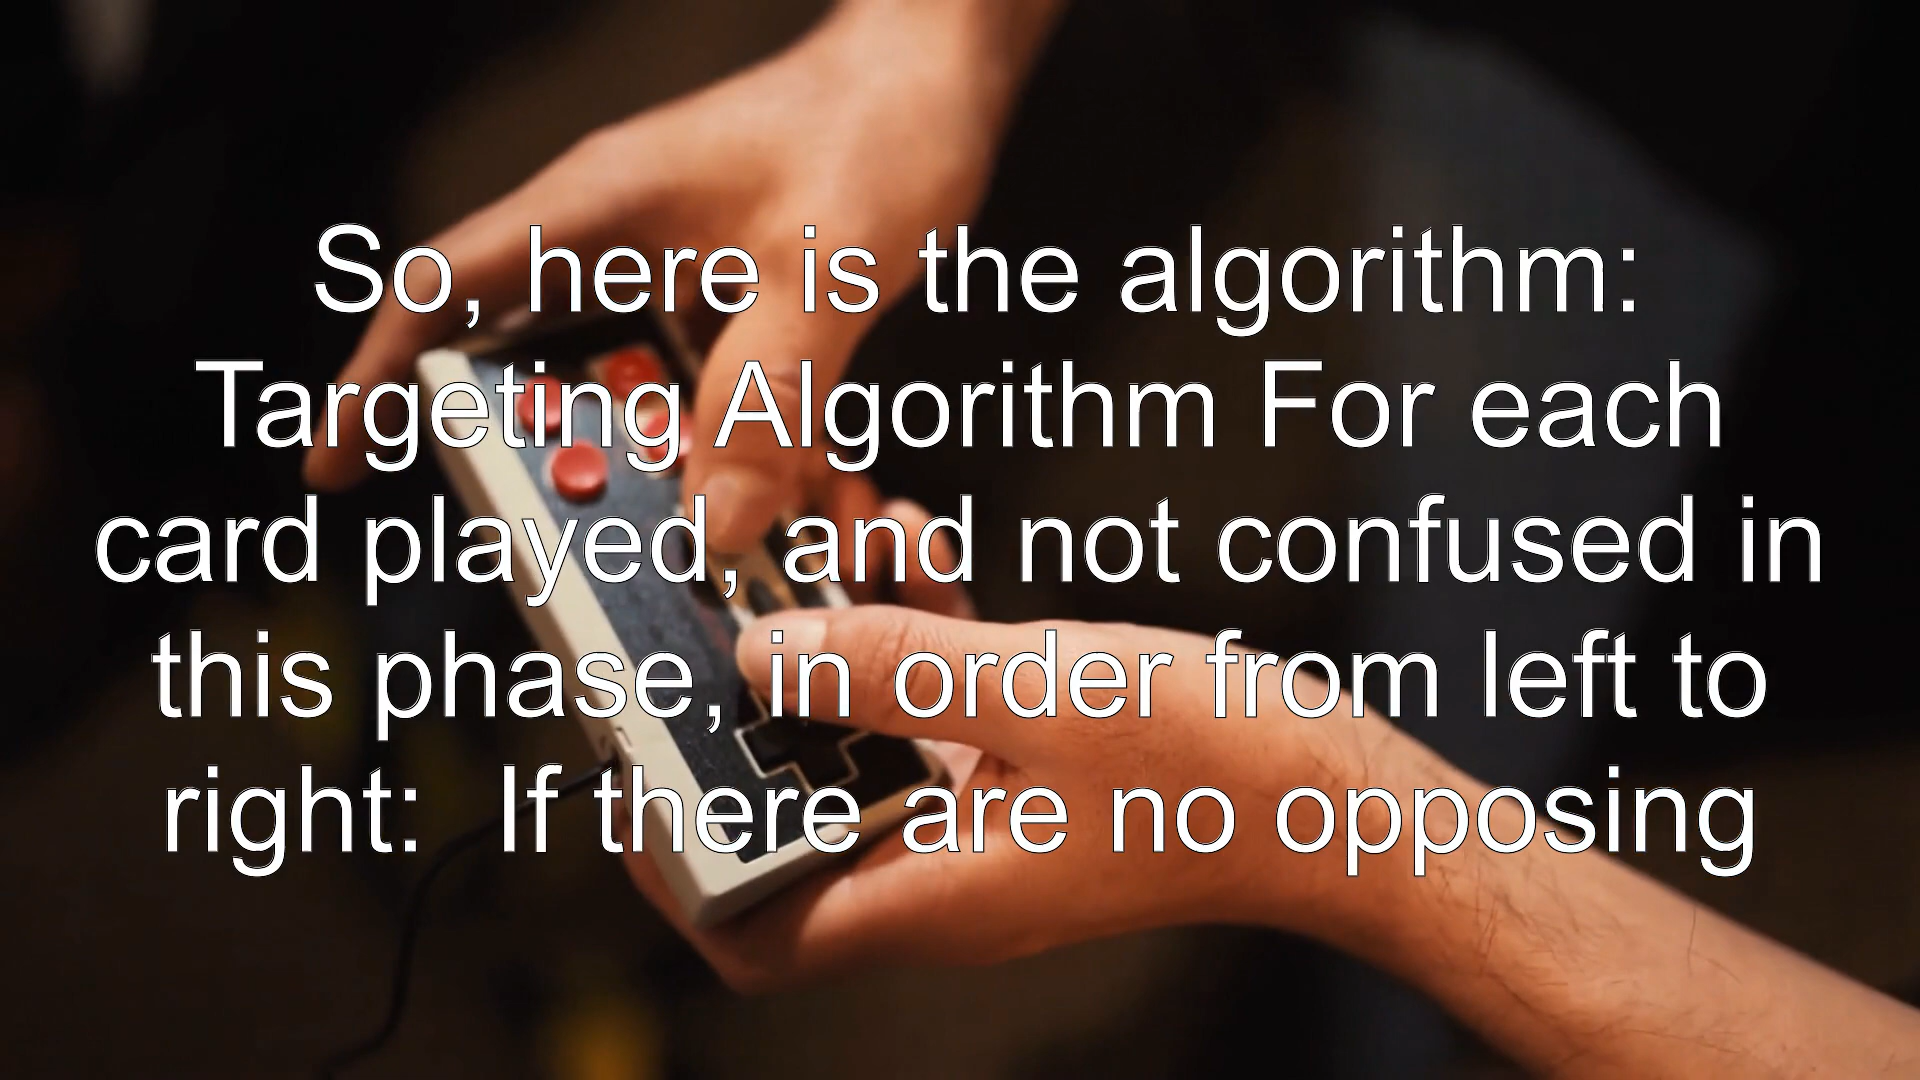 So, here is the algorithm:
Targeting Algorithm For each
card played, and not confused in
this phase, in order from left to
right:  If there are no opposing